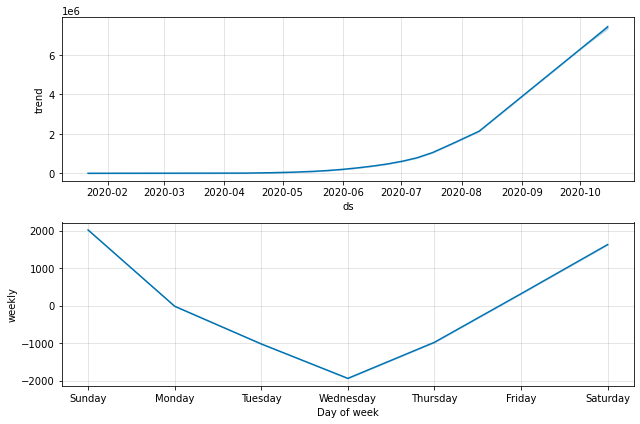 1e6
6
4
2
0
trend
2020-02 2020-03 2020-04 2020-05 2020-06 2020-07 2020-08 2020-09 2020-10
ds
2000
1000
0
−1000
−2000
weekly
Sunday Monday Tuesday Wednesday Thursday Friday Saturday
Day of week